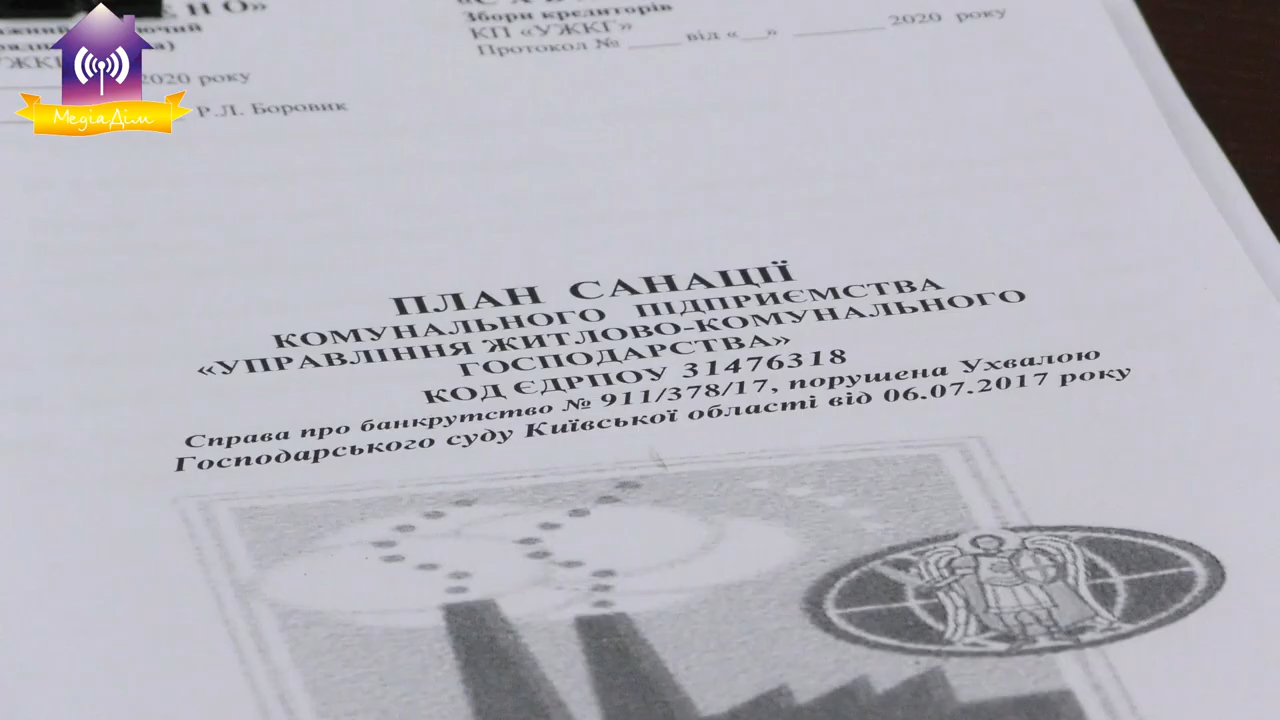 Е Н О»
Збори кредиторів
КП «УЖКГ»
Протокол № ____ від «__» ________ 2020 року
2020 року
Р.Л. Боровик
МедіаДім
ПЛАН САНАЦІЇ
КОМУНАЛЬНОГО ПІДПРИЄМСТВА
«УПРАВЛІННЯ ЖИТЛОВО-КОМУНАЛЬНОГО
ГОСПОДАРСТВА»
КОД ЄДРПОУ 31476318
Справа про банкрутство № 911/378/17, порушена Ухвалою
Господарського суду Київської області від 06.07.2017 року